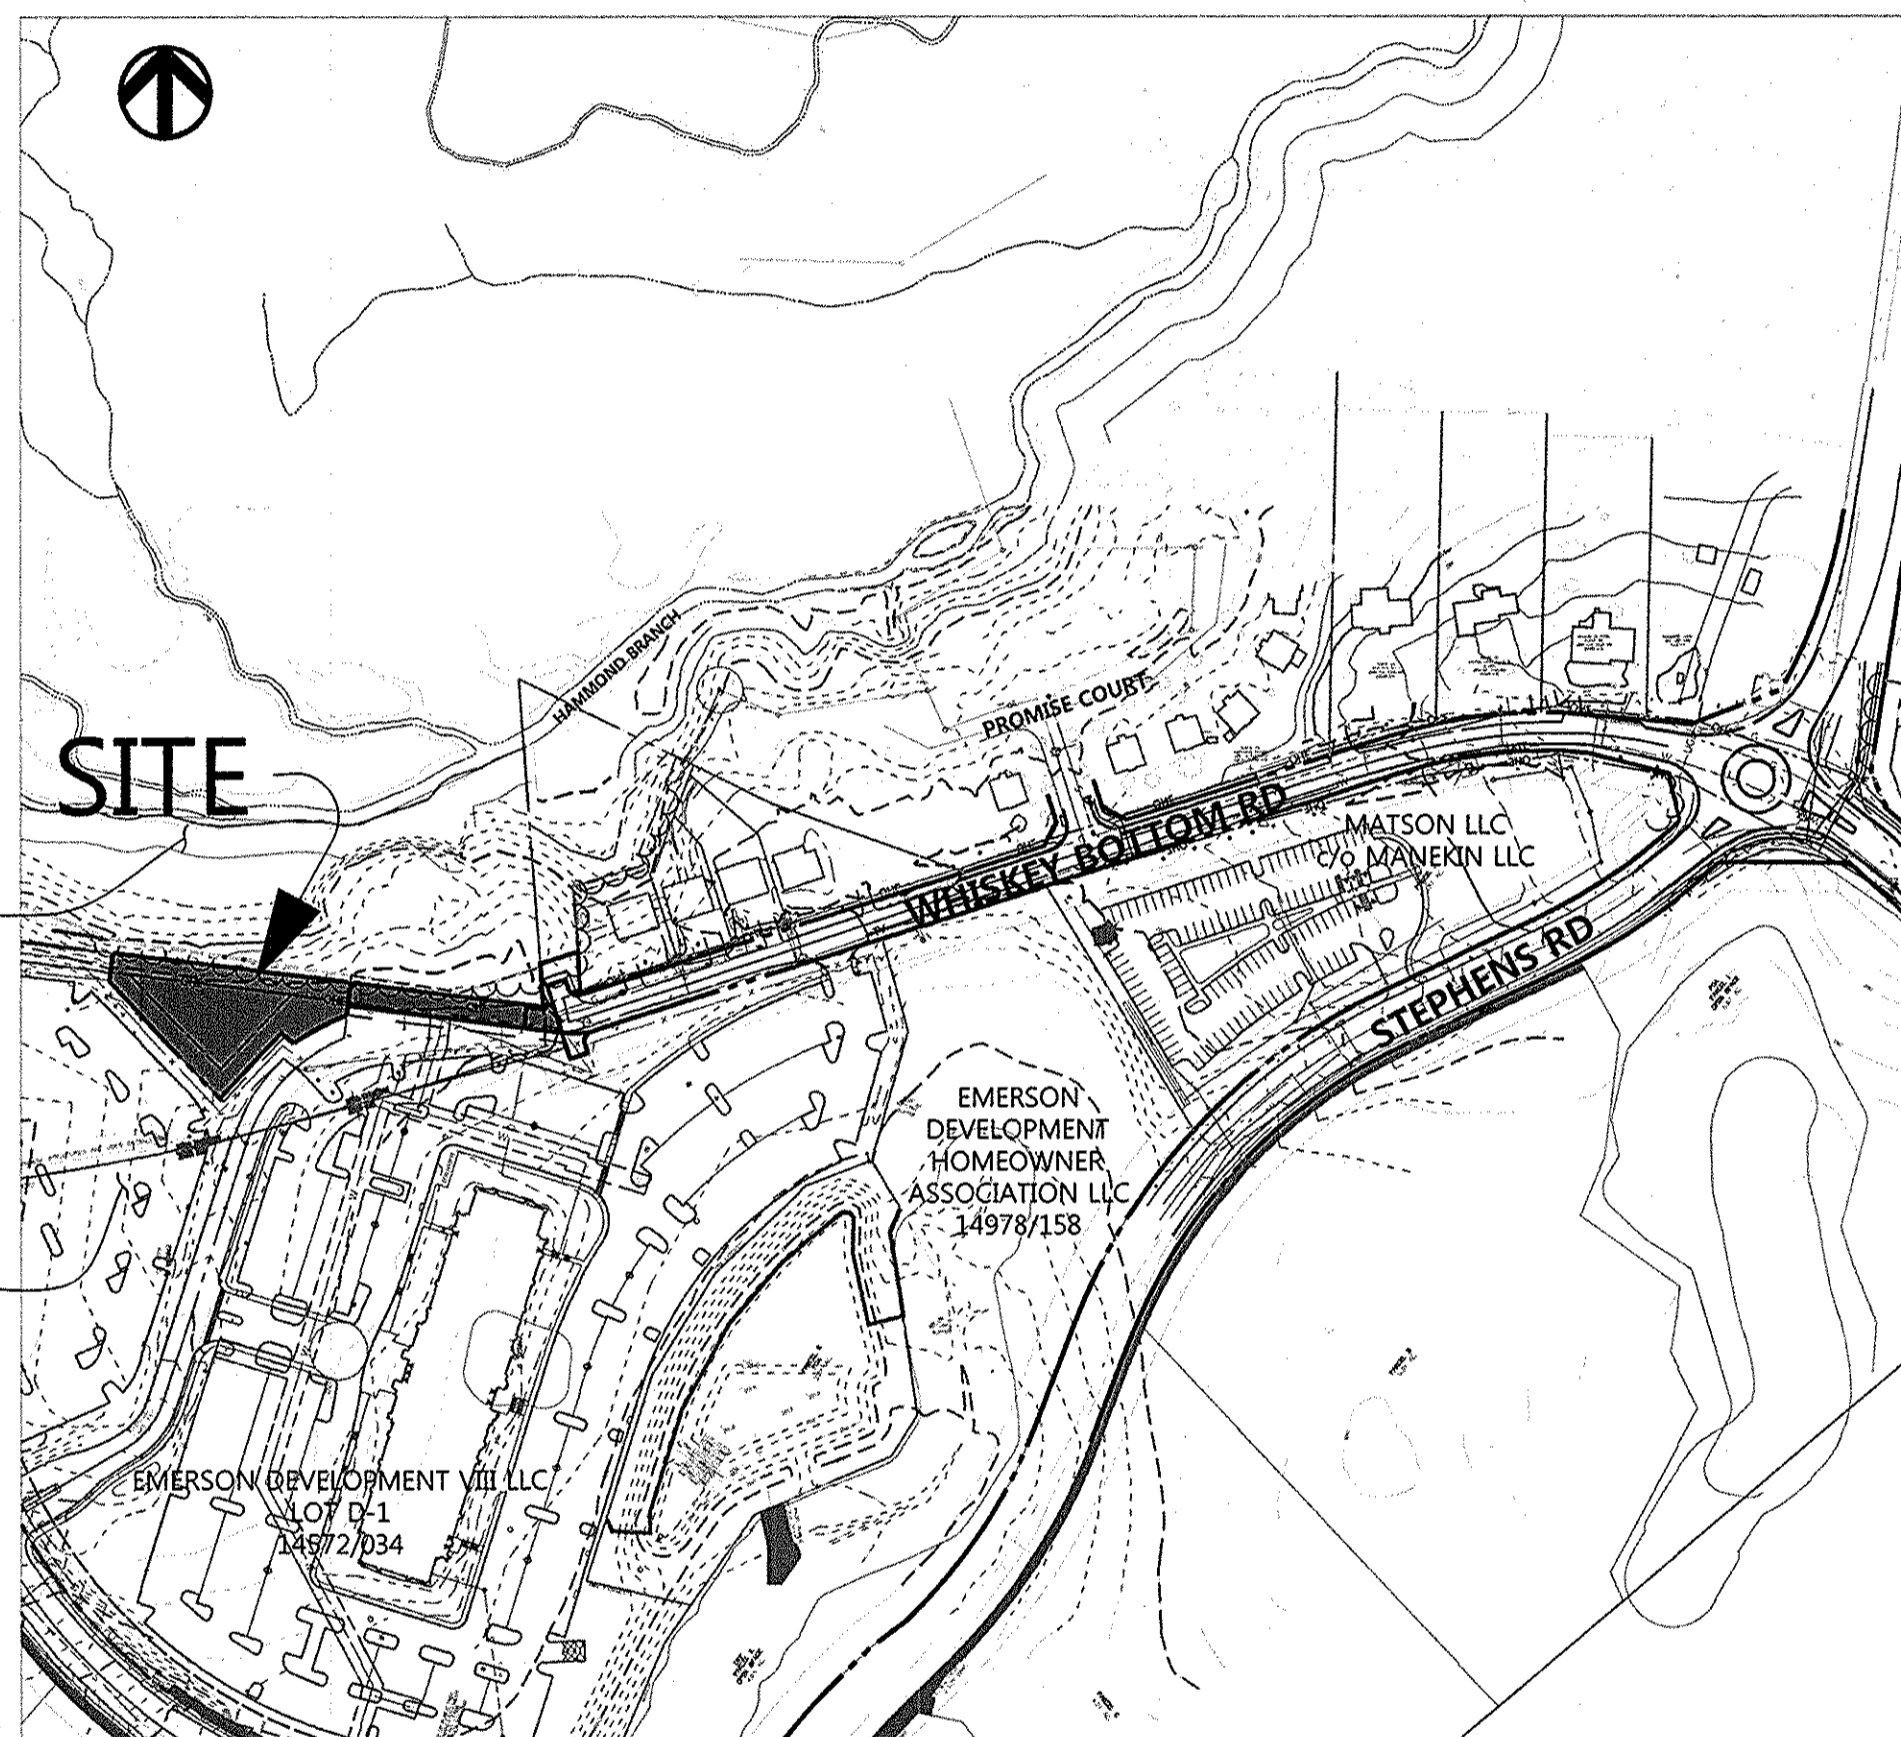 HAMMOND BRANCH
PROMISE COURT
SITE
WHISKEY BOTTOM RD
MATSON LLC
c/o MANEKIN LLC
STEPHENS RD
EMERSON
DEVELOPMENT
HOMEOWNER
ASSOCIATION LLC
14978/158
EMERSON DEVELOPMENT VIII LLC
LOT D-1
14572/034